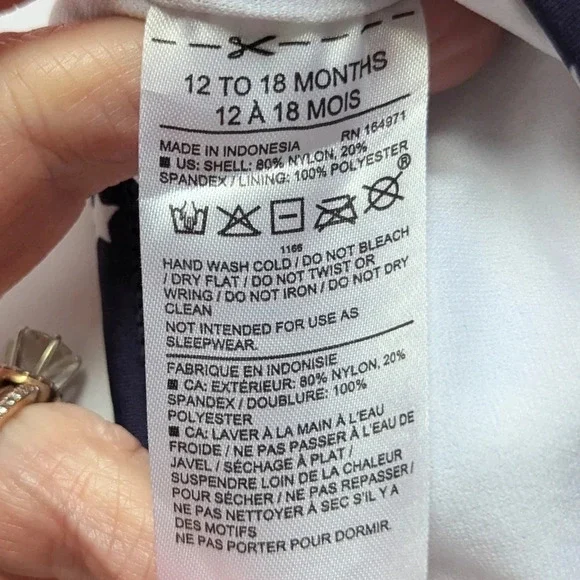 12 TO 18 MONTHS
12 À 18 MOIS
RN 164971
MADE IN INDONESIA
■ US: SHELL: 80% NYLON, 20%
SPANDEX / LINING: 100% POLYESTER
®
1166
HAND WASH COLD / DO NOT BLEACH
/ DRY FLAT / DO NOT TWIST OR
WRING / DO NOT IRON / DO NOT DRY
CLEAN
NOT INTENDED FOR USE AS
SLEEPWEAR.
FABRIQUE EN INDONISIE
■ CA: EXTÉRIEUR: 80% NYLON, 20%
SPANDEX / DOUBLURE: 100%
POLYESTER
■ CA: LAVER À LA MAIN À L'EAU
FROIDE / NE PAS PASSER À L'EAU DE
JAVEL / SÉCHAGE À PLAT /
SUSPENDRE LOIN DE LA CHALEUR
POUR SÉCHER / NE PAS REPASSER /
NE PAS NETTOYER À SEC S'IL Y A
DES MOTIFS
NE PAS PORTER POUR DORMIR.